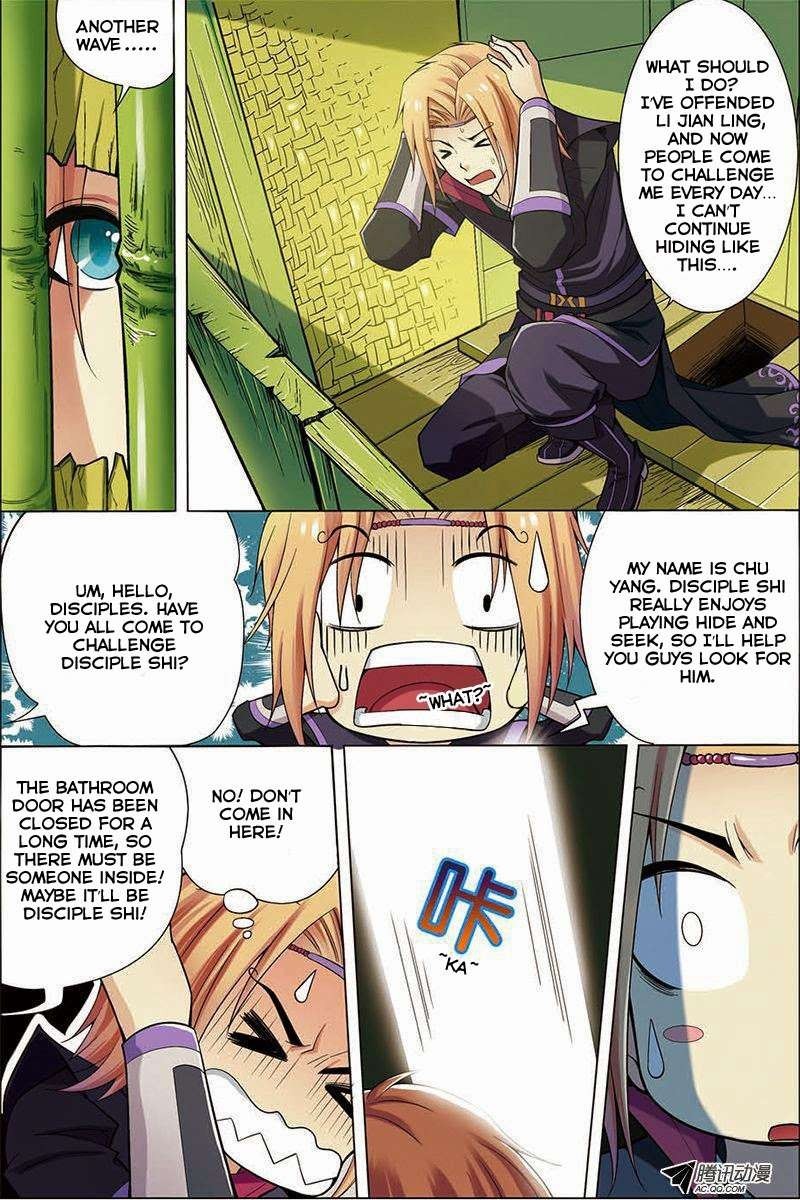 ANOTHER
WAVE .....
WHAT SHOULD
I DO?
I'VE OFFENDED
LI JIAN LING,
AND NOW
PEOPLE COME
TO CHALLENGE
ME EVERY DAY...
I CAN'T
CONTINUE
HIDING LIKE
THIS....
UM, HELLO,
DISCIPLES. HAVE
YOU ALL COME TO
CHALLENGE
DISCIPLE SHI?
~WHAT?~
MY NAME IS CHU
YANG. DISCIPLE SHI
REALLY ENJOYS
PLAYING HIDE AND
SEEK, SO I'LL HELP
YOU GUYS LOOK FOR
HIM.
THE BATHROOM
DOOR HAS BEEN
CLOSED FOR A
LONG TIME, SO
THERE MUST BE
SOMEONE INSIDE!
MAYBE IT'LL BE
DISCIPLE SHI!
NO! DON'T
COME IN
HERE!
咔
~KA~
腾讯动漫
AC.QQ.COM